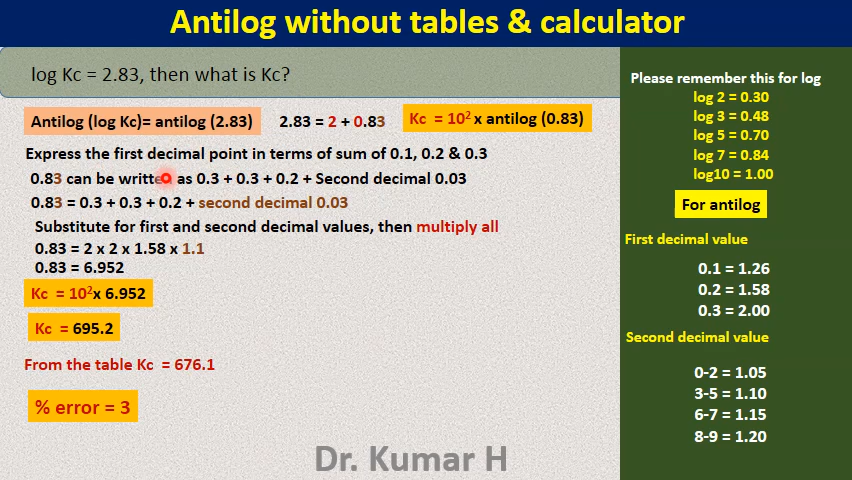 Antilog without tables & calculator
log Kc = 2.83, then what is Kc?
Antilog (log Kc)= antilog (2.83)
2.83 = 2 + 0.83
Kc = 10² x antilog (0.83)
Express the first decimal point in terms of sum of 0.1, 0.2 & 0.3
0.83 can be written as 0.3 + 0.3 + 0.2 + Second decimal 0.03
0.83 = 0.3 + 0.3 + 0.2 + second decimal 0.03
Substitute for first and second decimal values, then multiply all
0.83 = 2 x 2 x 1.58 x 1.1
0.83 = 6.952
Kc = 10² x 6.952
Kc = 695.2
From the table Kc = 676.1
% error = 3
Please remember this for log
log 2 = 0.30
log 3 = 0.48
log 5 = 0.70
log 7 = 0.84
log10 = 1.00
For antilog
First decimal value
0.1 = 1.26
0.2 = 1.58
0.3 = 2.00
Second decimal value
0-2 = 1.05
3-5 = 1.10
6-7 = 1.15
8-9 = 1.20
Dr. Kumar H